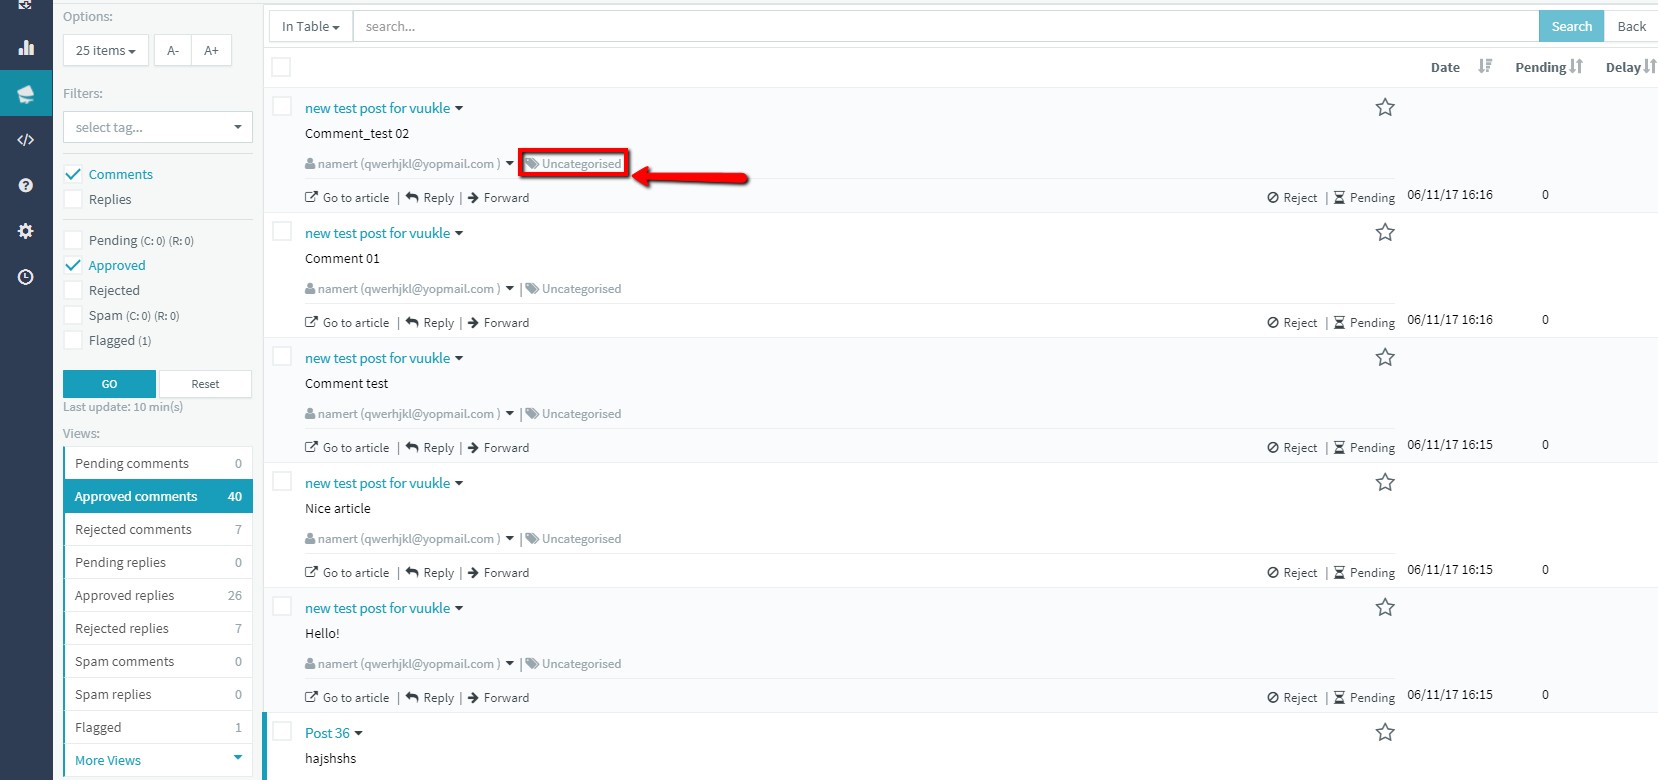 Options:
25 items
A-
A+
Filters:
select tag...
Comments
Replies
Pending (C: 0) (R: 0)
Approved
Rejected
Spam (C: 0) (R: 0)
Flagged (1)
GO
Reset
Last update: 10 min(s)
Views:
Pending comments 0
Approved comments 40
Rejected comments 7
Pending replies 0
Approved replies 26
Rejected replies 7
Spam comments 0
Spam replies 0
Flagged 1
More Views
In Table
search...
Search
Back
Date
Pending
Delay
new test post for vuukle
Comment_test 02
namert (qwerhjkl@yopmail.com ) Uncategorised
Go to article | Reply | Forward
Reject | Pending
06/11/17 16:16
0
new test post for vuukle
Comment 01
namert (qwerhjkl@yopmail.com ) | Uncategorised
Go to article | Reply | Forward
Reject | Pending
06/11/17 16:16
0
new test post for vuukle
Comment test
namert (qwerhjkl@yopmail.com ) | Uncategorised
Go to article | Reply | Forward
Reject | Pending
06/11/17 16:15
0
new test post for vuukle
Nice article
namert (qwerhjkl@yopmail.com ) | Uncategorised
Go to article | Reply | Forward
Reject | Pending
06/11/17 16:15
0
new test post for vuukle
Hello!
namert (qwerhjkl@yopmail.com ) | Uncategorised
Go to article | Reply | Forward
Reject | Pending
06/11/17 16:15
0
Post 36
hajshshs